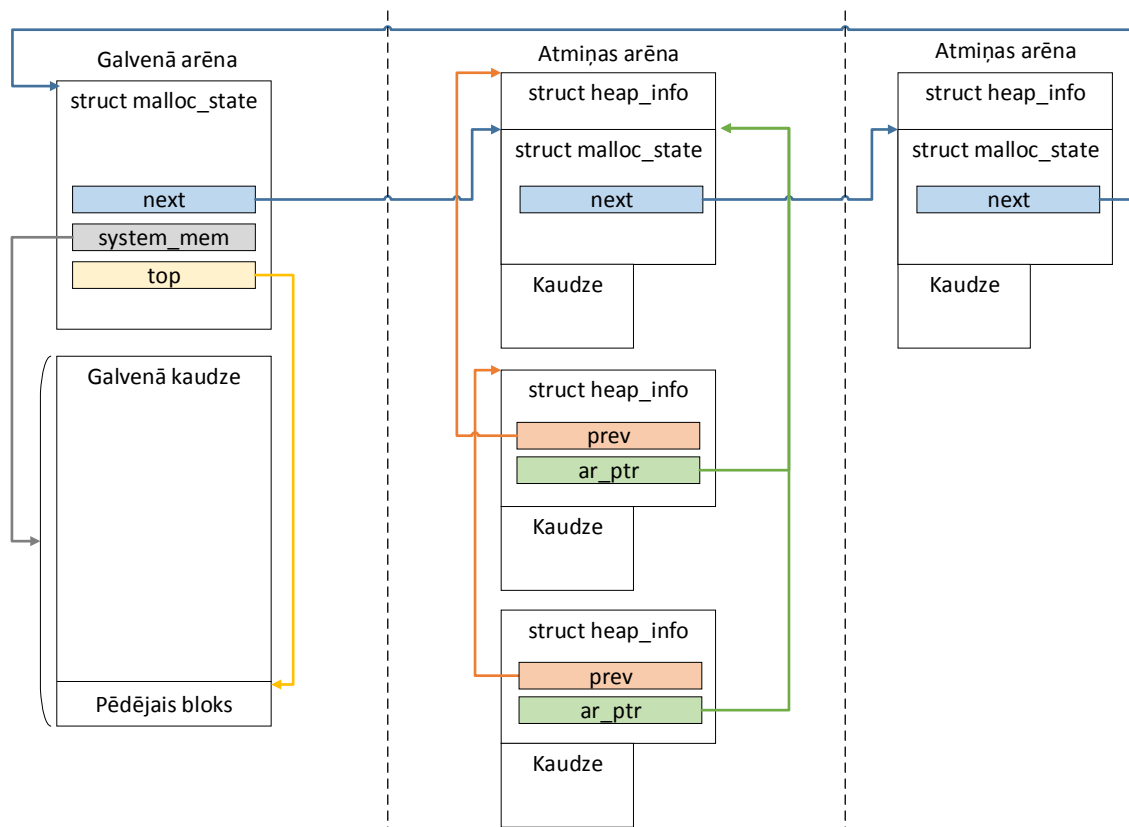 Galvenā arēna
struct malloc_state
next
system_mem
top
Galvenā kaudze
Pēdējais bloks
Atmiņas arēna
struct heap_info
struct malloc_state
next
Kaudze
struct heap_info
prev
ar_ptr
Kaudze
struct heap_info
prev
ar_ptr
Kaudze
Atmiņas arēna
struct heap_info
struct malloc_state
next
Kaudze